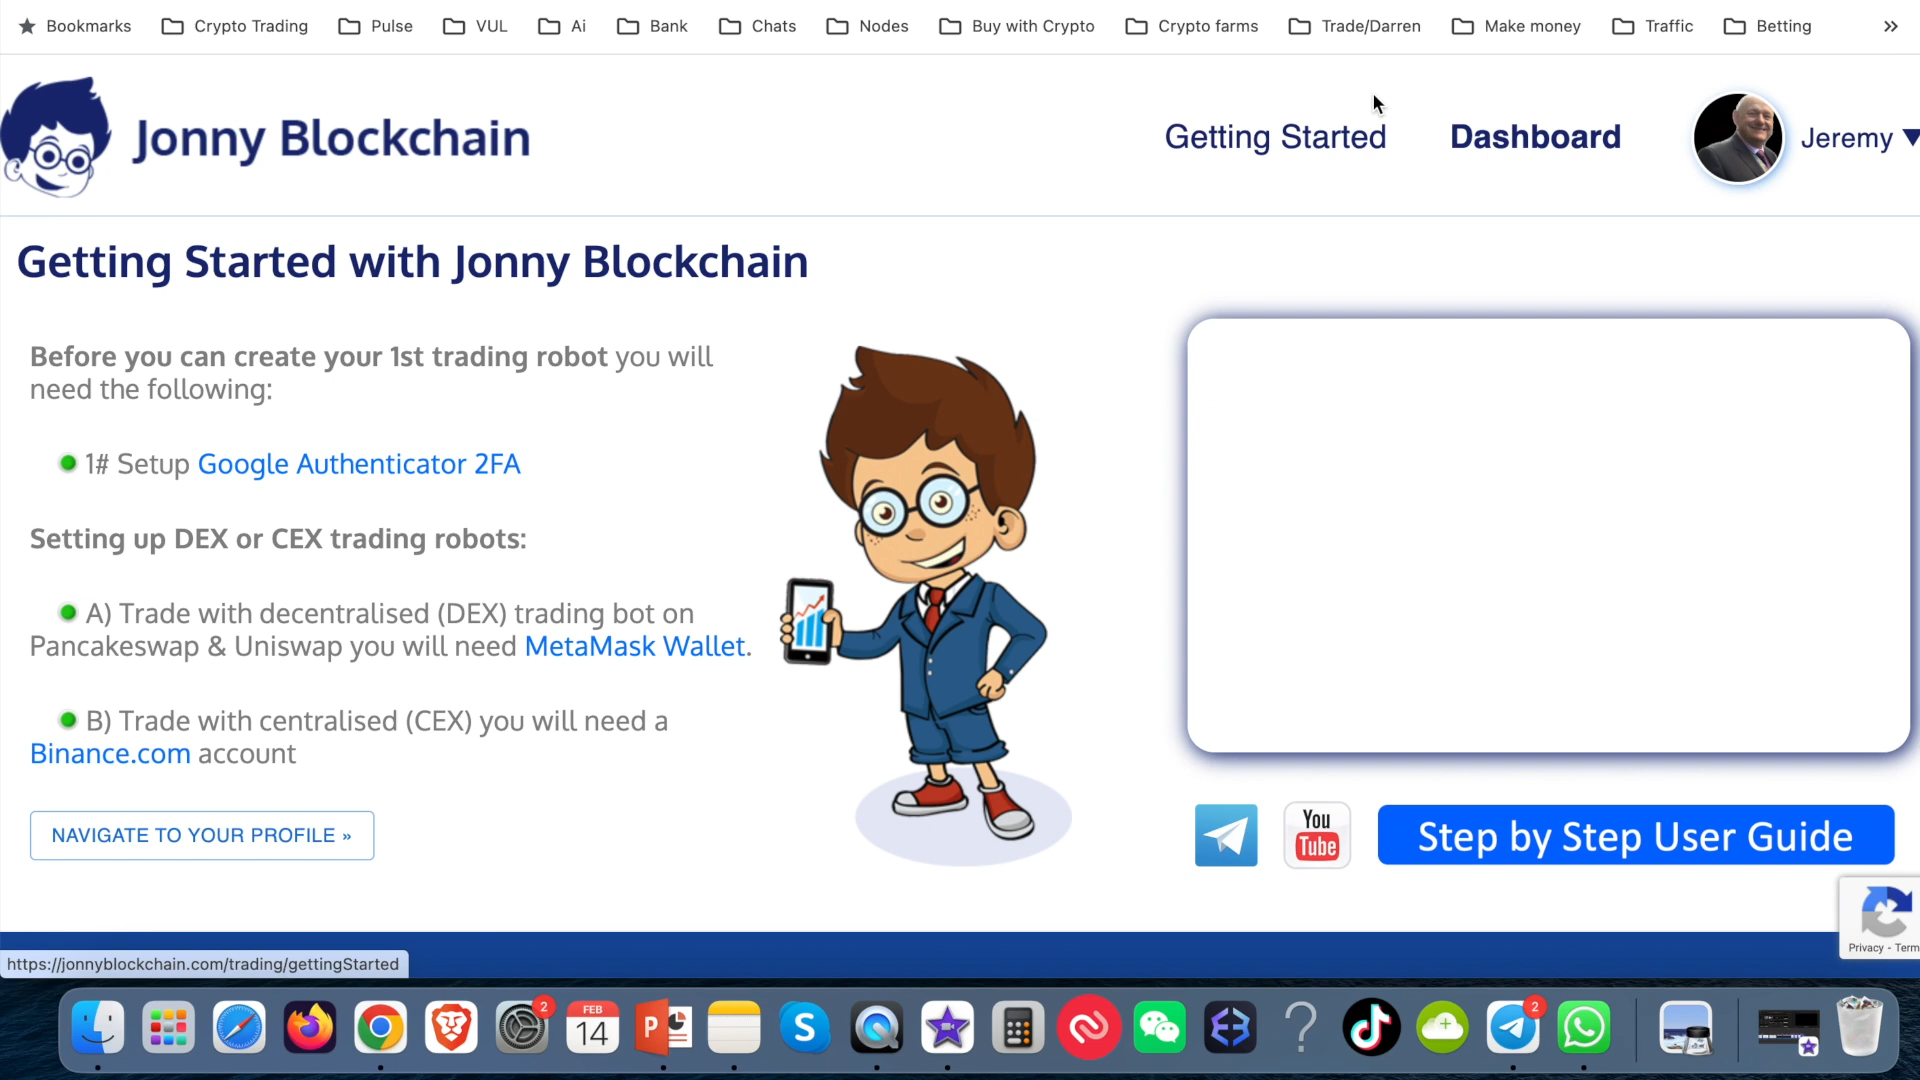 Bookmarks Crypto Trading Pulse VUL Ai Bank Chats Nodes Buy with Crypto Crypto farms Trade/Darren Make money Traffic Betting »
Jonny Blockchain
Getting Started Dashboard Jeremy ▼
Getting Started with Jonny Blockchain
Before you can create your 1st trading robot you will
need the following:
1# Setup Google Authenticator 2FA
Setting up DEX or CEX trading robots:
A) Trade with decentralised (DEX) trading bot on
Pancakeswap & Uniswap you will need MetaMask Wallet.
B) Trade with centralised (CEX) you will need a
Binance.com account
NAVIGATE TO YOUR PROFILE »
You
Tube
Step by Step User Guide
Privacy - Term
https://jonnyblockchain.com/trading/gettingStarted
2
FEB
14
P
S
?
2